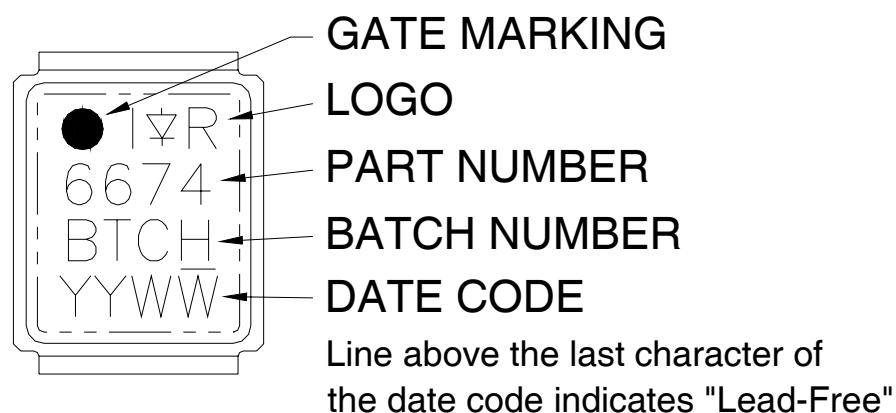 GATE MARKING
I R LOGO
6674 PART NUMBER
BTCH BATCH NUMBER
YYWW DATE CODE
Line above the last character of
the date code indicates "Lead-Free"